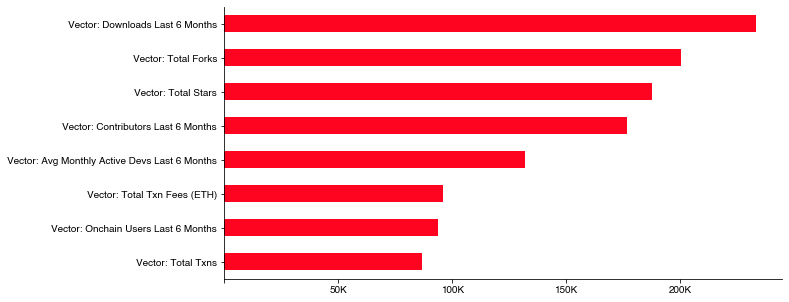 Vector: Downloads Last 6 Months
Vector: Total Forks
Vector: Total Stars
Vector: Contributors Last 6 Months
Vector: Avg Monthly Active Devs Last 6 Months
Vector: Total Txn Fees (ETH)
Vector: Onchain Users Last 6 Months
Vector: Total Txns
50K 100K 150K 200K